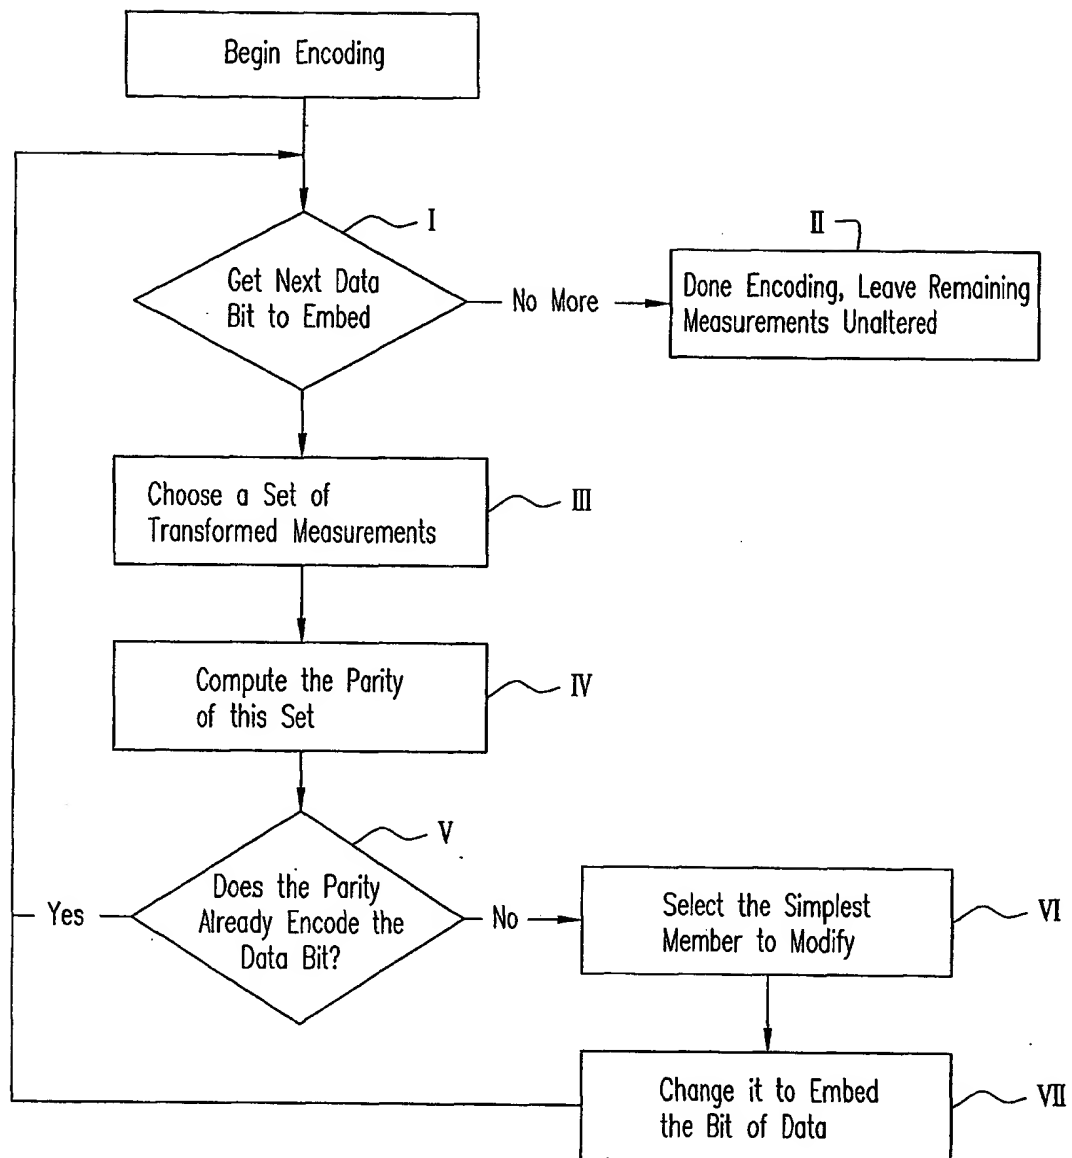 Begin Encoding
I
Get Next Data
Bit to Embed
No More
II
Done Encoding, Leave Remaining
Measurements Unaltered
Choose a Set of
Transformed Measurements
III
Compute the Parity
of this Set
IV
V
Does the Parity
Already Encode the
Data Bit?
Yes
No
Select the Simplest
Member to Modify
VI
Change it to Embed
the Bit of Data
VII